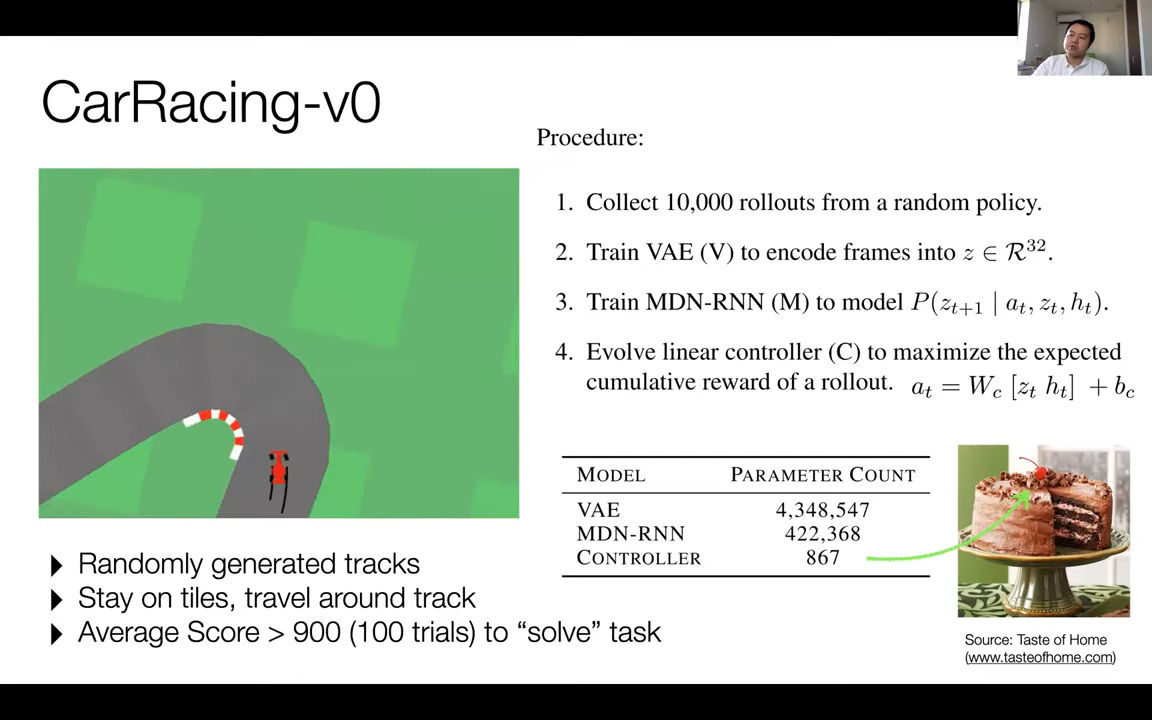 CarRacing-v0
Procedure:
1. Collect 10,000 rollouts from a random policy.
2. Train VAE (V) to encode frames into z ∈ ℛ³².
3. Train MDN-RNN (M) to model P(zₜ₊₁ | aₜ, zₜ, hₜ).
4. Evolve linear controller (C) to maximize the expected
cumulative reward of a rollout. aₜ = W_c [zₜ hₜ] + b_c
MODEL PARAMETER COUNT
VAE 4,348,547
MDN-RNN 422,368
CONTROLLER 867
Randomly generated tracks
Stay on tiles, travel around track
Average Score > 900 (100 trials) to “solve” task
Source: Taste of Home
(www.tasteofhome.com)